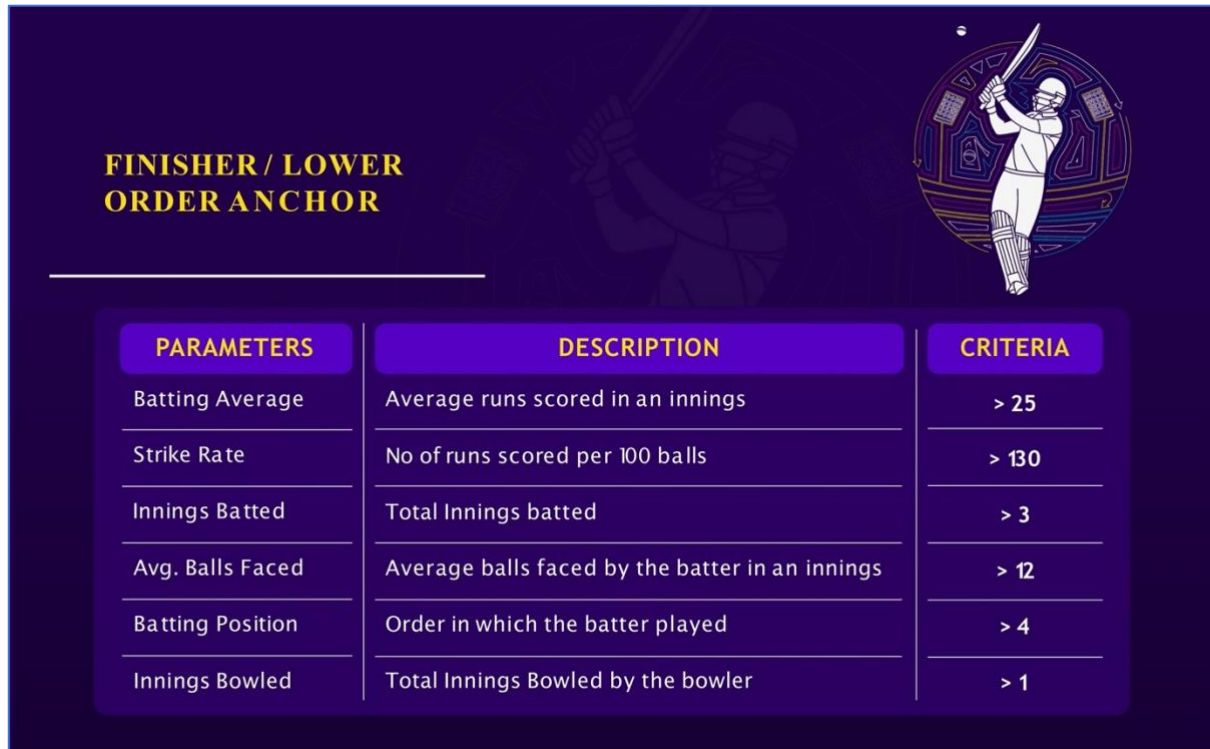 FINISHER / LOWER
ORDER ANCHOR
PARAMETERS DESCRIPTION CRITERIA
Batting Average Average runs scored in an innings > 25
Strike Rate No of runs scored per 100 balls > 130
Innings Batted Total Innings batted > 3
Avg. Balls Faced Average balls faced by the batter in an innings > 12
Batting Position Order in which the batter played > 4
Innings Bowled Total Innings Bowled by the bowler > 1